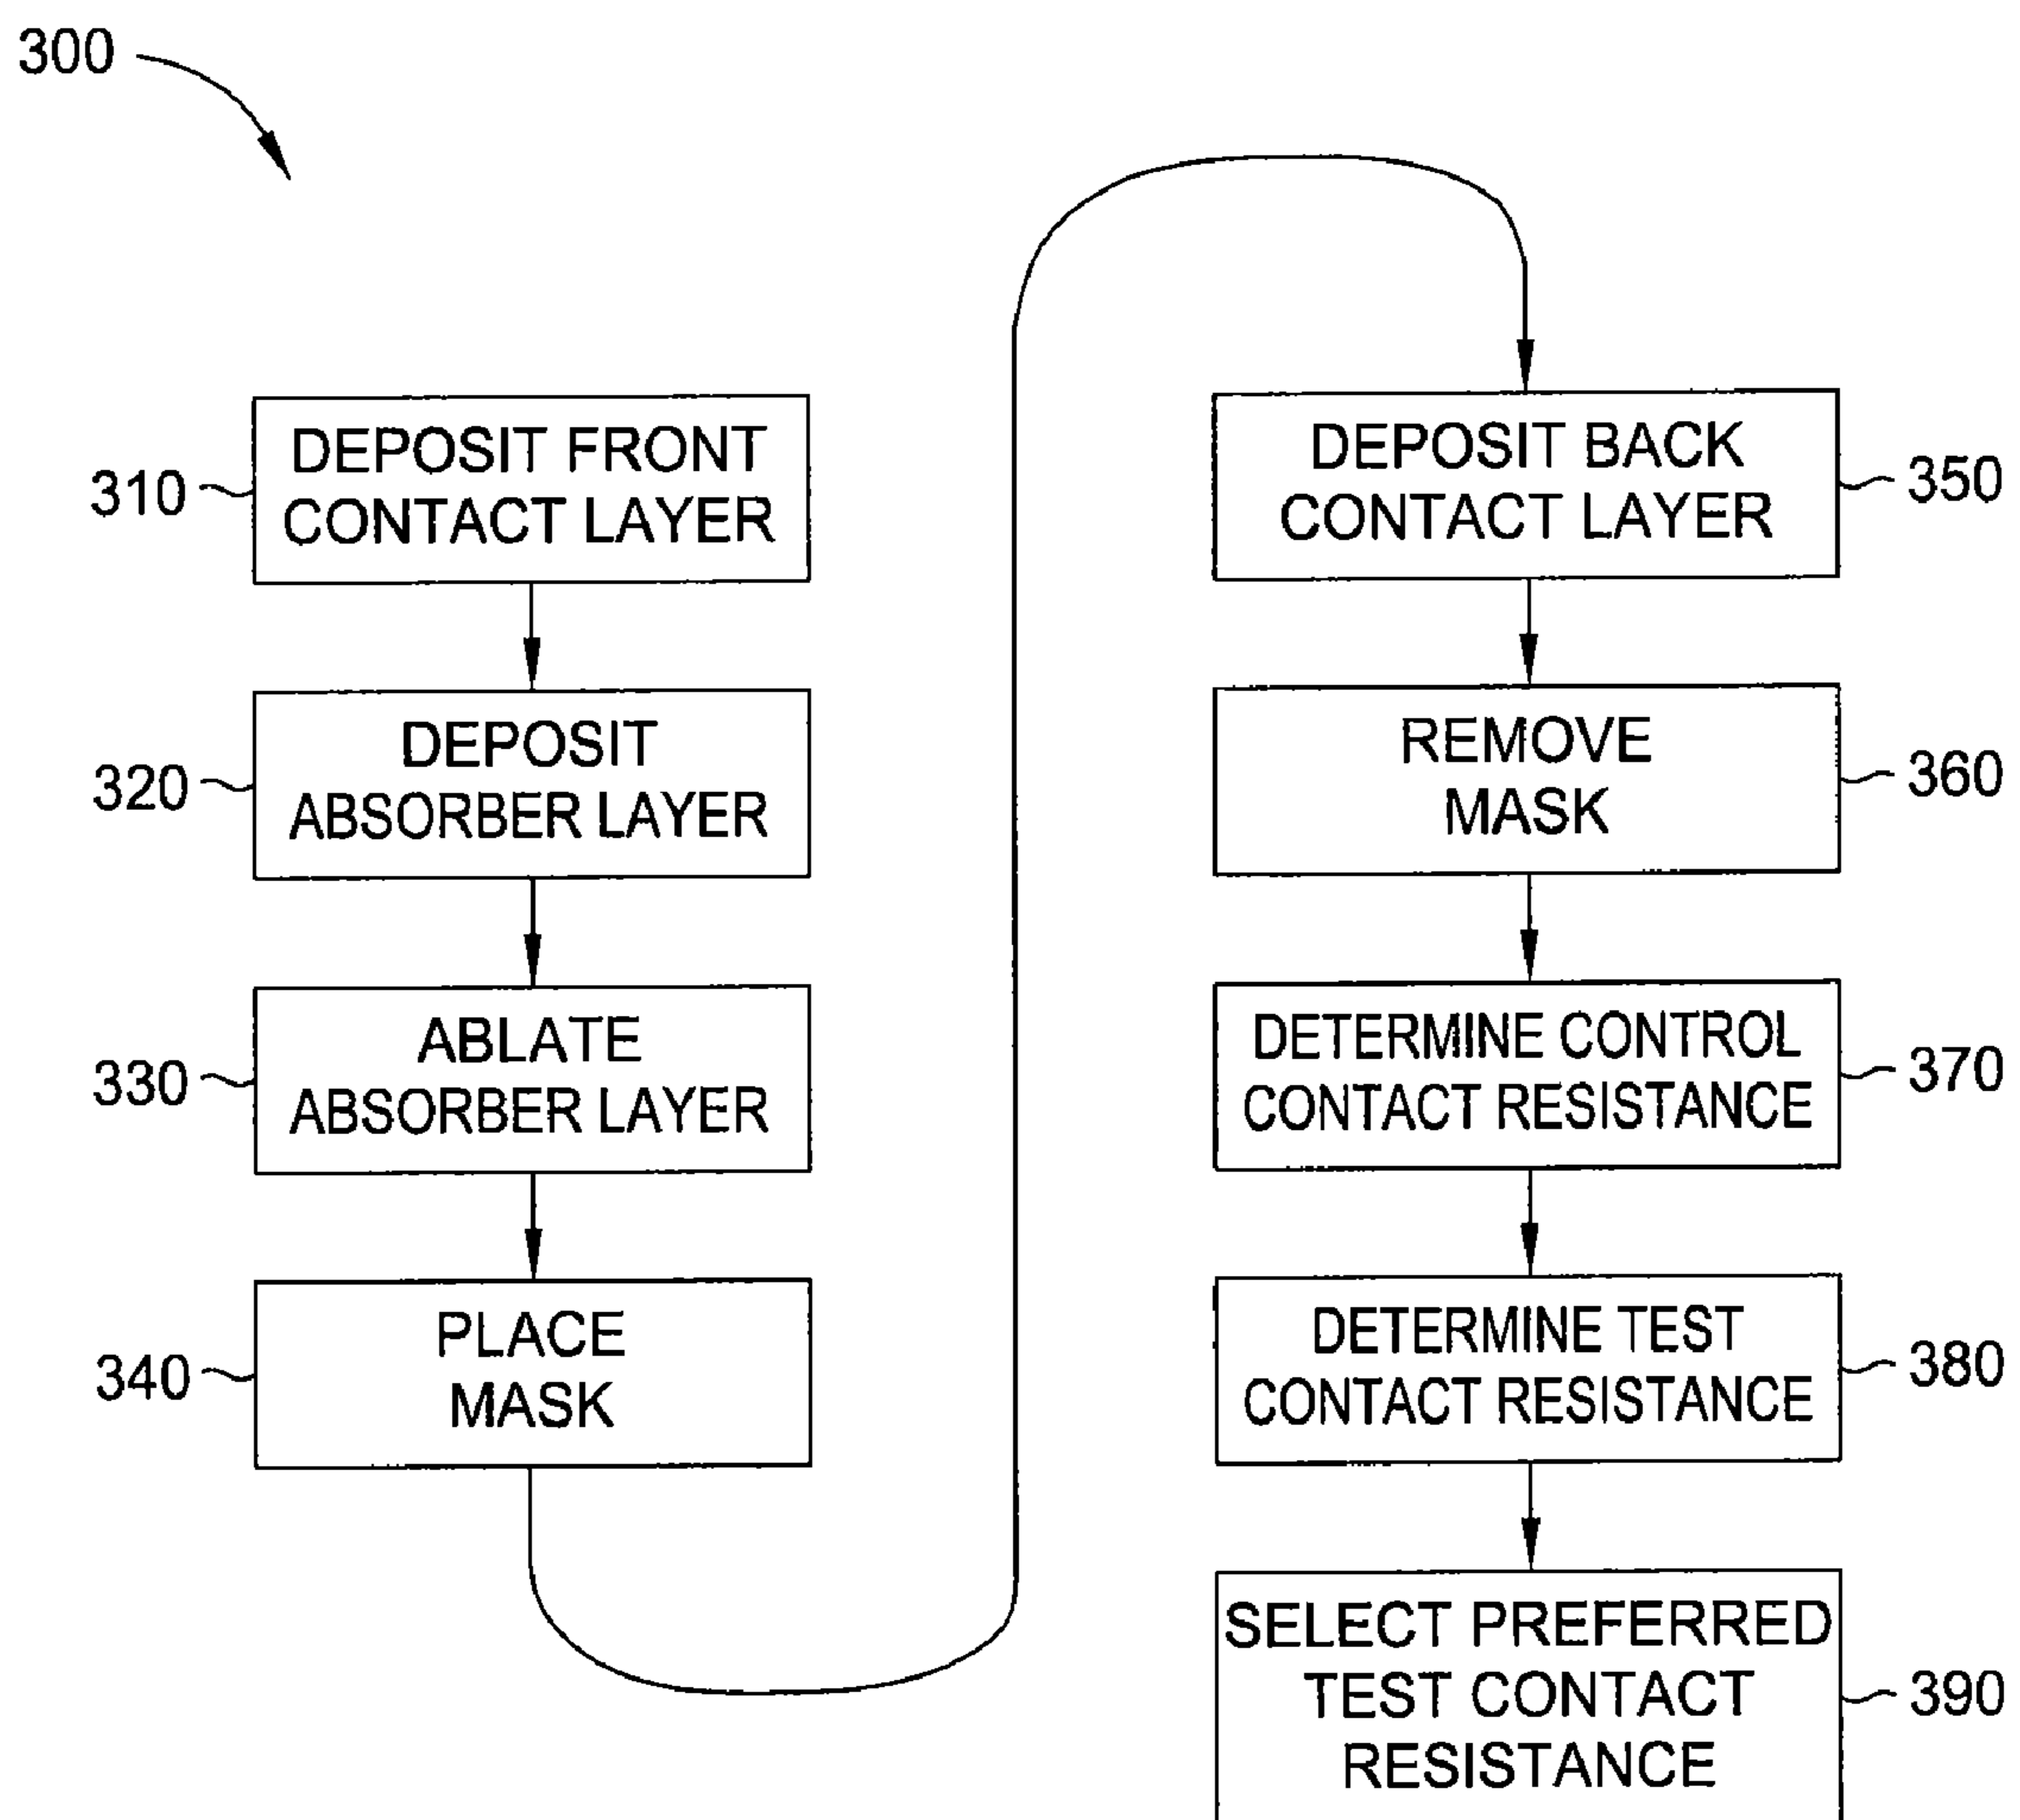 300
310
DEPOSIT FRONT
CONTACT LAYER
320
DEPOSIT
ABSORBER LAYER
330
ABLATE
ABSORBER LAYER
340
PLACE
MASK
DEPOSIT BACK
CONTACT LAYER
350
REMOVE
MASK
360
DETERMINE CONTROL
CONTACT RESISTANCE
370
DETERMINE TEST
CONTACT RESISTANCE
380
SELECT PREFERRED
TEST CONTACT
RESISTANCE
390